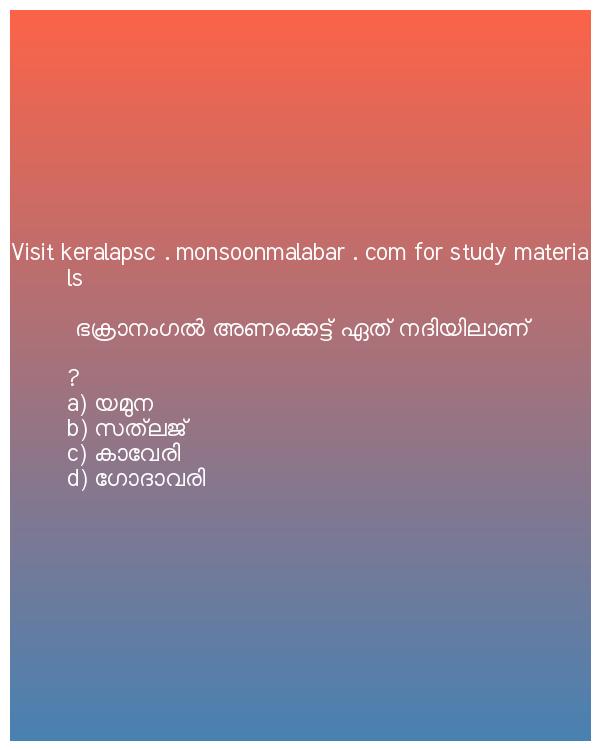 Visit keralapsc . monsoonmalabar . com for study materia
ls
ഭക്രാനംഗൽ അണക്കെട്ട് ഏത് നദിയിലാണ്
?
a) യമുന
b) സത്ലജ്
c) കാവേരി
d) ഗോദാവരി